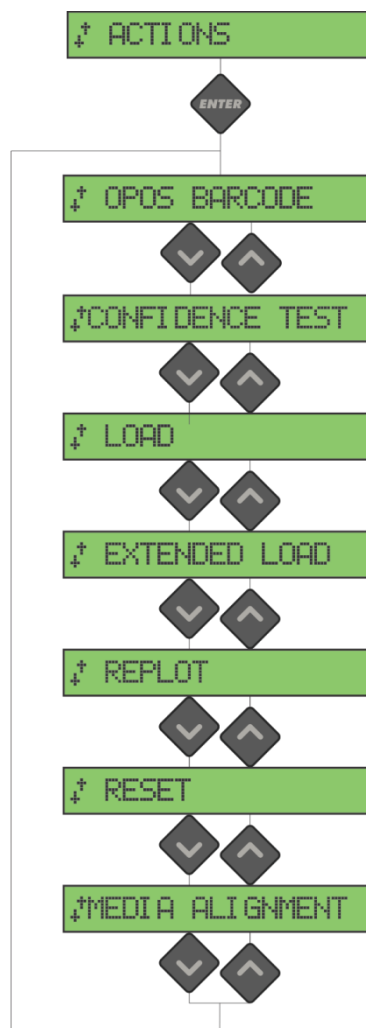 ACTIONS
ENTER
OPOS BARCODE
CONFIDENCE TEST
LOAD
EXTENDED LOAD
REPLOT
RESET
MEDIA ALIGNMENT